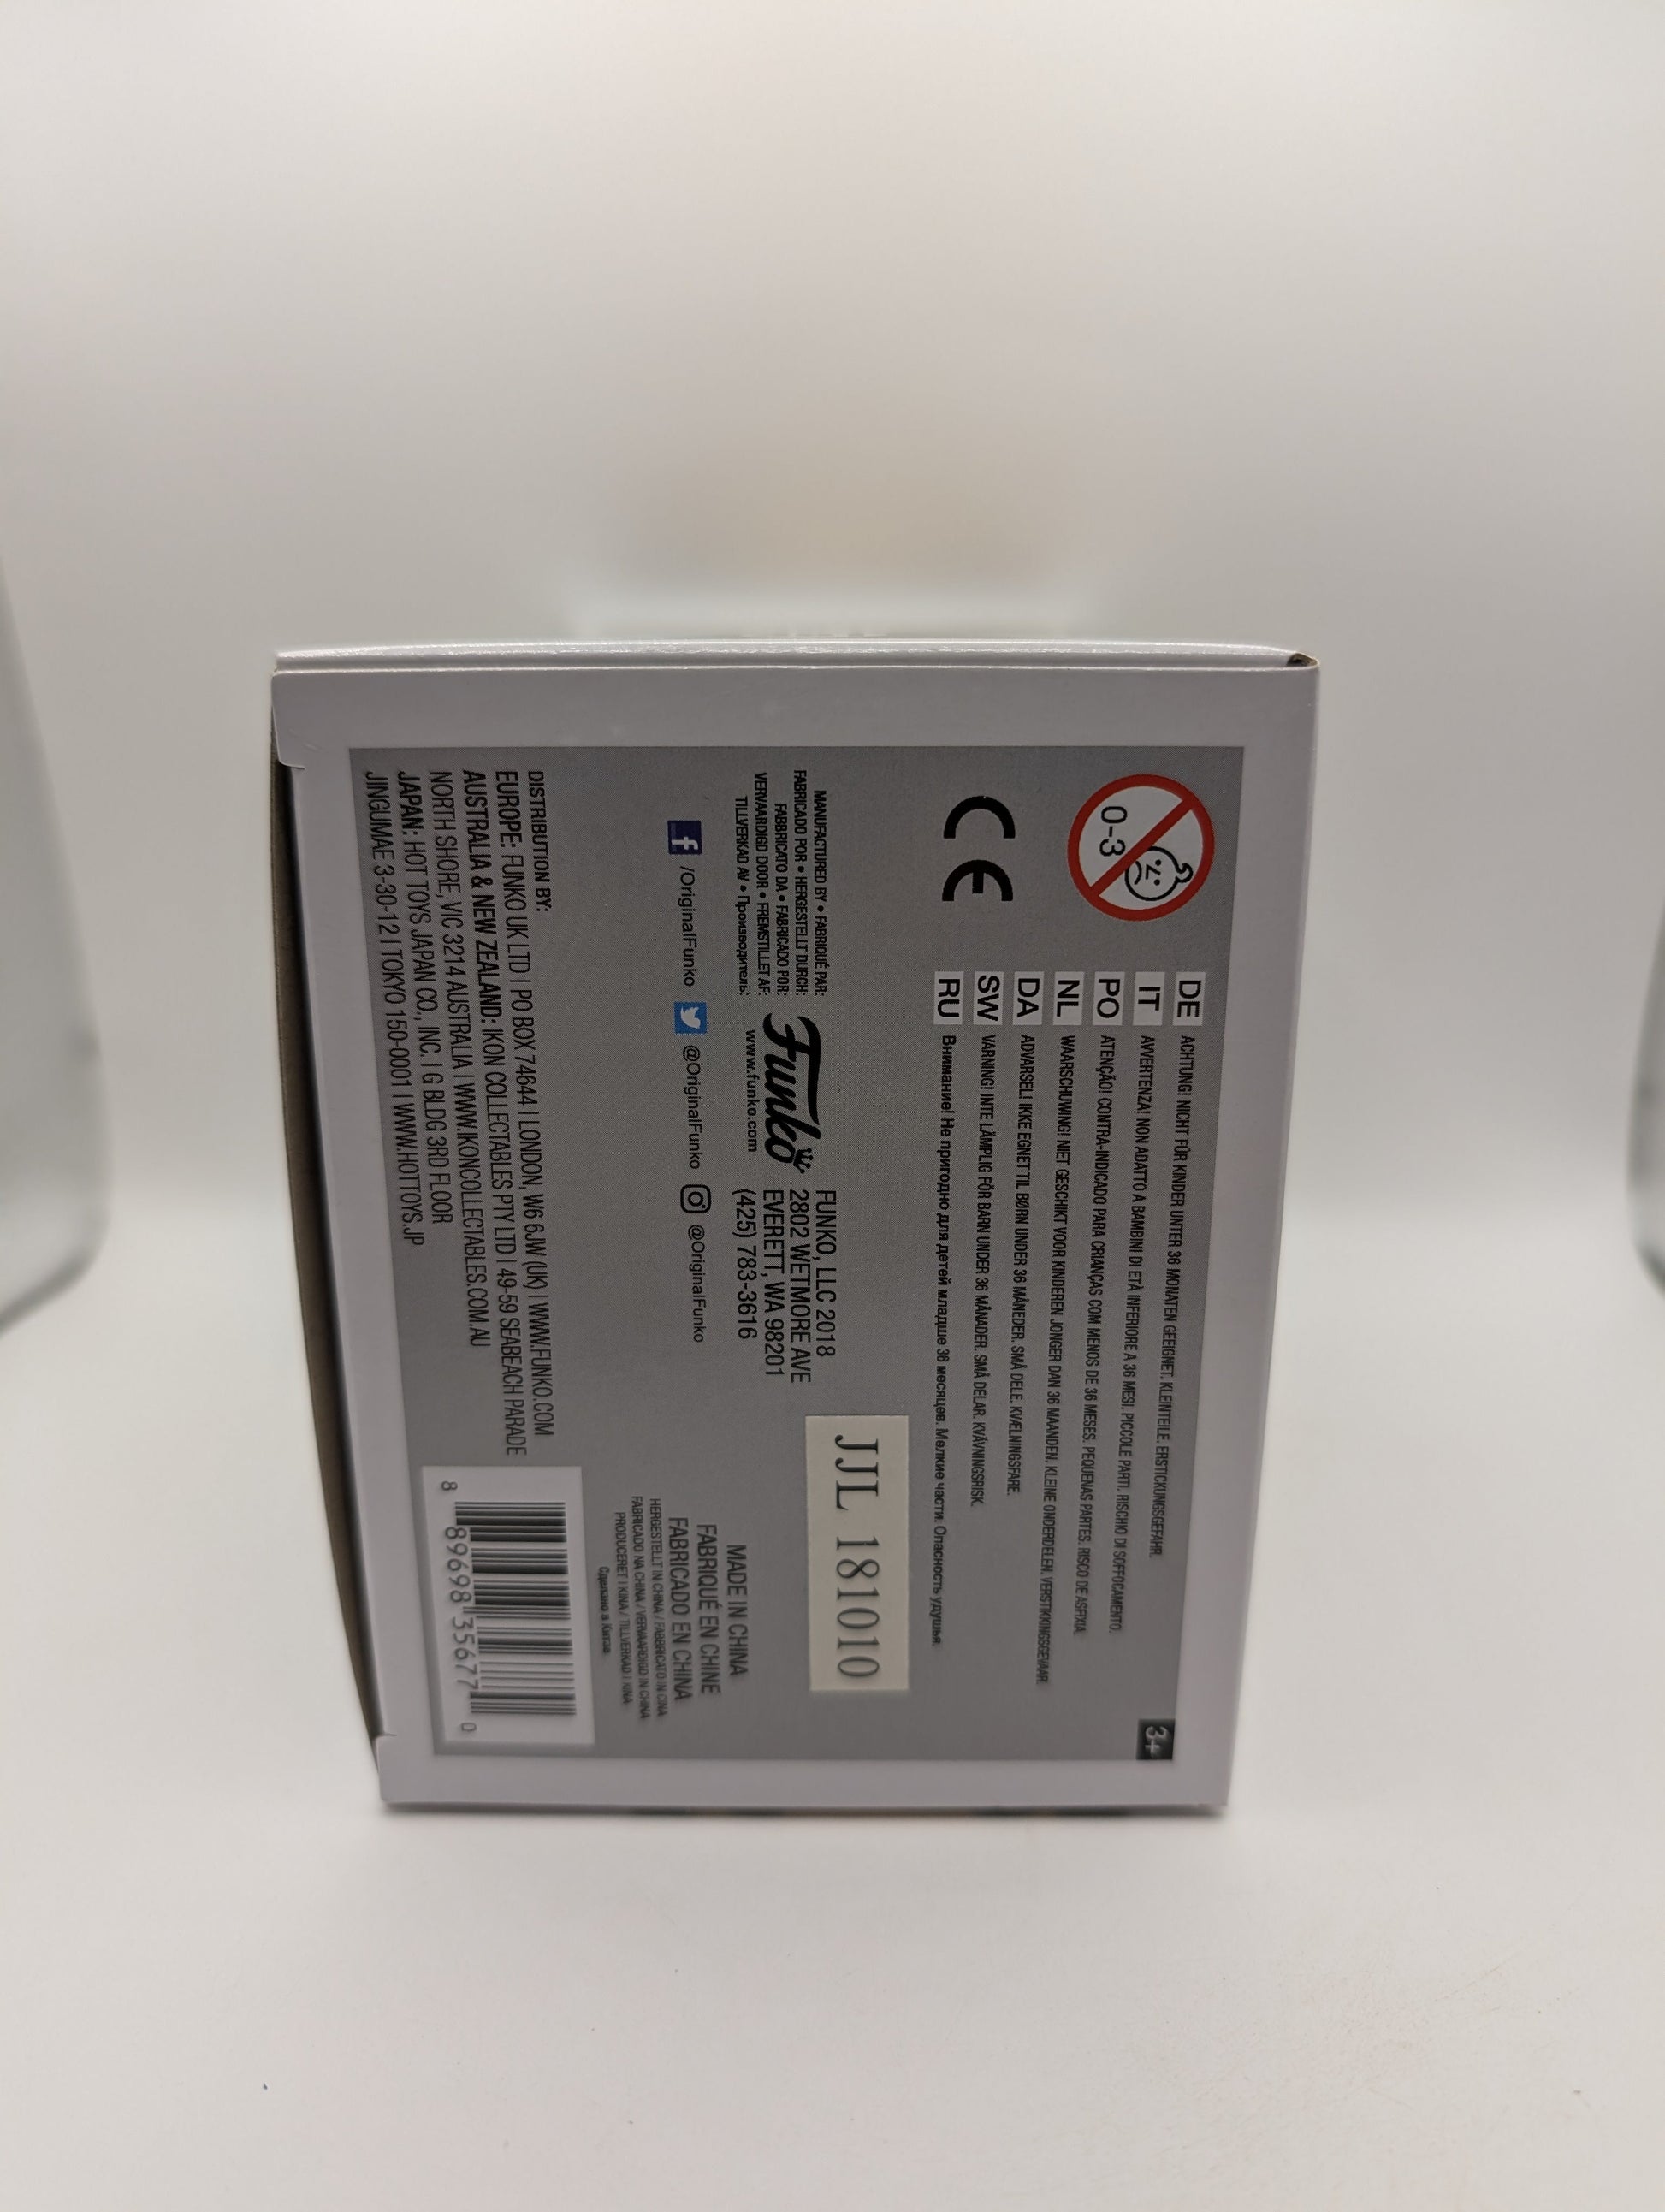 0-3
DE ACHTUNG! NICHT FÜR KINDER UNTER 36 MONATEN GEEIGNET. KLEINTEILE. ERSTICKUNGSGEFAHR.
IT AVVERTENZA! NON ADATTO A BAMBINI DI ETÀ INFERIORE A 36 MESI. PICCOLE PARTI. RISCHIO DI SOFFOCAMENTO.
PO ATENÇÃO! CONTRA-INDICADO PARA CRIANÇAS COM MENOS DE 36 MESES. PEQUENAS PARTES. RISCO DE ASFIXIA.
NL WAARSCHUWING! NIET GESCHIKT VOOR KINDEREN JONGER DAN 36 MAANDEN. KLEINE ONDERDELEN. VERSTIKKINGSGEVAAR.
DA ADVARSEL! IKKE EGNET TIL BØRN UNDER 36 MÅNEDER. SMÅ DELE. KVÆLNINGSFARE.
SW VARNING! INTE LÄMPLIG FÖR BARN UNDER 36 MÅNADER. SMÅ DELAR. KVÄVNINGSRISK.
RU Внимание! Не пригодно для детей младше 36 месяцев. Мелкие части. Опасность удушья.
3+
CE
MANUFACTURED BY • FABRIQUÉ PAR:
FABRICADO POR • HERGESTELLT DURCH:
FABBRICATO DA • FABRICADO POR:
VERVAARDIGD DOOR • FREMSTILLET AF:
TILLVERKAD AV • Производитель:
Funko
www.funko.com
FUNKO, LLC 2018
2802 WETMORE AVE
EVERETT, WA 98201
(425) 783-3616
JJL 181010
/OriginalFunko @OriginalFunko @OriginalFunko
MADE IN CHINA
FABRIQUÉ EN CHINE
FABRICADO EN CHINA
HERGESTELLT IN CHINA / FABBRICATO IN CINA
FABRICADO NA CHINA / VERVAARDIGD IN CHINA
PRODUCERET I KINA / TILLVERKAD I KINA
Сделано в Китае
DISTRIBUTION BY:
EUROPE: FUNKO UK LTD | PO BOX 74644 | LONDON, W6 6JW (UK) | WWW.FUNKO.COM
AUSTRALIA & NEW ZEALAND: IKON COLLECTABLES PTY LTD | 49-59 SEABEACH PARADE
NORTH SHORE, VIC 3214 AUSTRALIA | WWW.IKONCOLLECTABLES.COM.AU
JAPAN: HOT TOYS JAPAN CO., INC. | G BLDG 3RD FLOOR
JINGUMAE 3-30-12 | TOKYO 150-0001 | WWW.HOTTOYS.JP
8 89698 35677 0